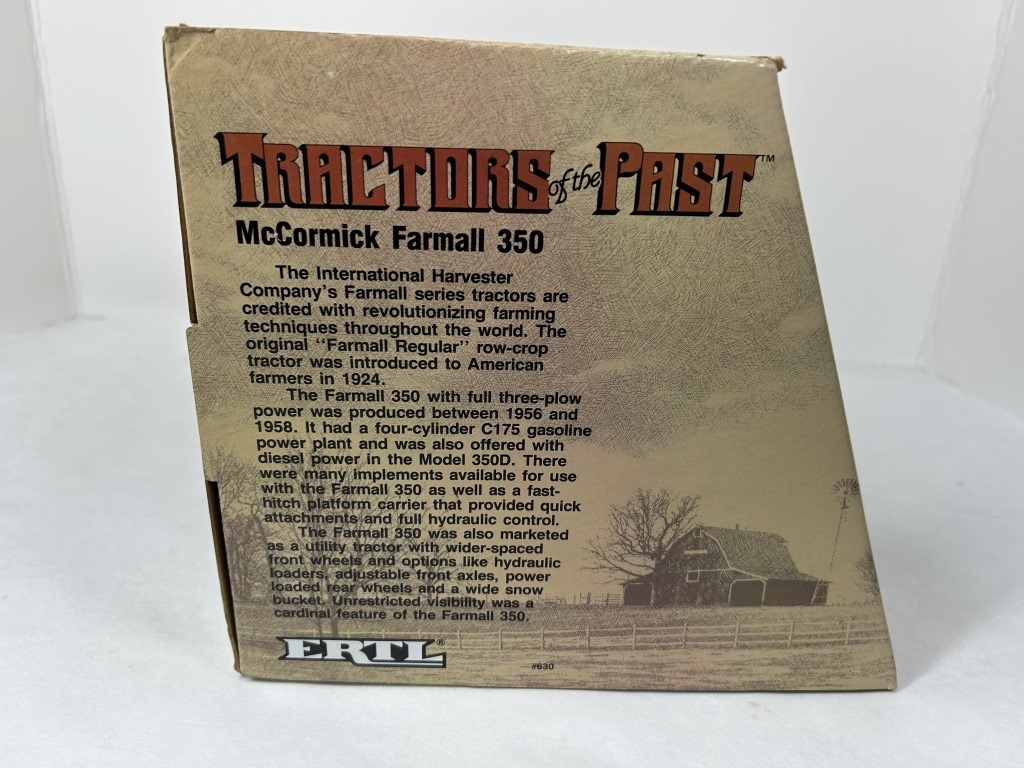 TRACTORS of the PAST™
McCormick Farmall 350
The International Harvester
Company's Farmall series tractors are
credited with revolutionizing farming
techniques throughout the world. The
original "Farmall Regular" row-crop
tractor was introduced to American
farmers in 1924.
The Farmall 350 with full three-plow
power was produced between 1956 and
1958. It had a four-cylinder C175 gasoline
power plant and was also offered with
diesel power in the Model 350D. There
were many implements available for use
with the Farmall 350 as well as a fast-
hitch platform carrier that provided quick
attachments and full hydraulic control.
The Farmall 350 was also marketed
as a utility tractor with wider-spaced
front wheels and options like hydraulic
loaders, adjustable front axles, power
loaded rear wheels and a wide snow
bucket. Unrestricted visibility was a
cardinal feature of the Farmall 350.
ERTL®
#630